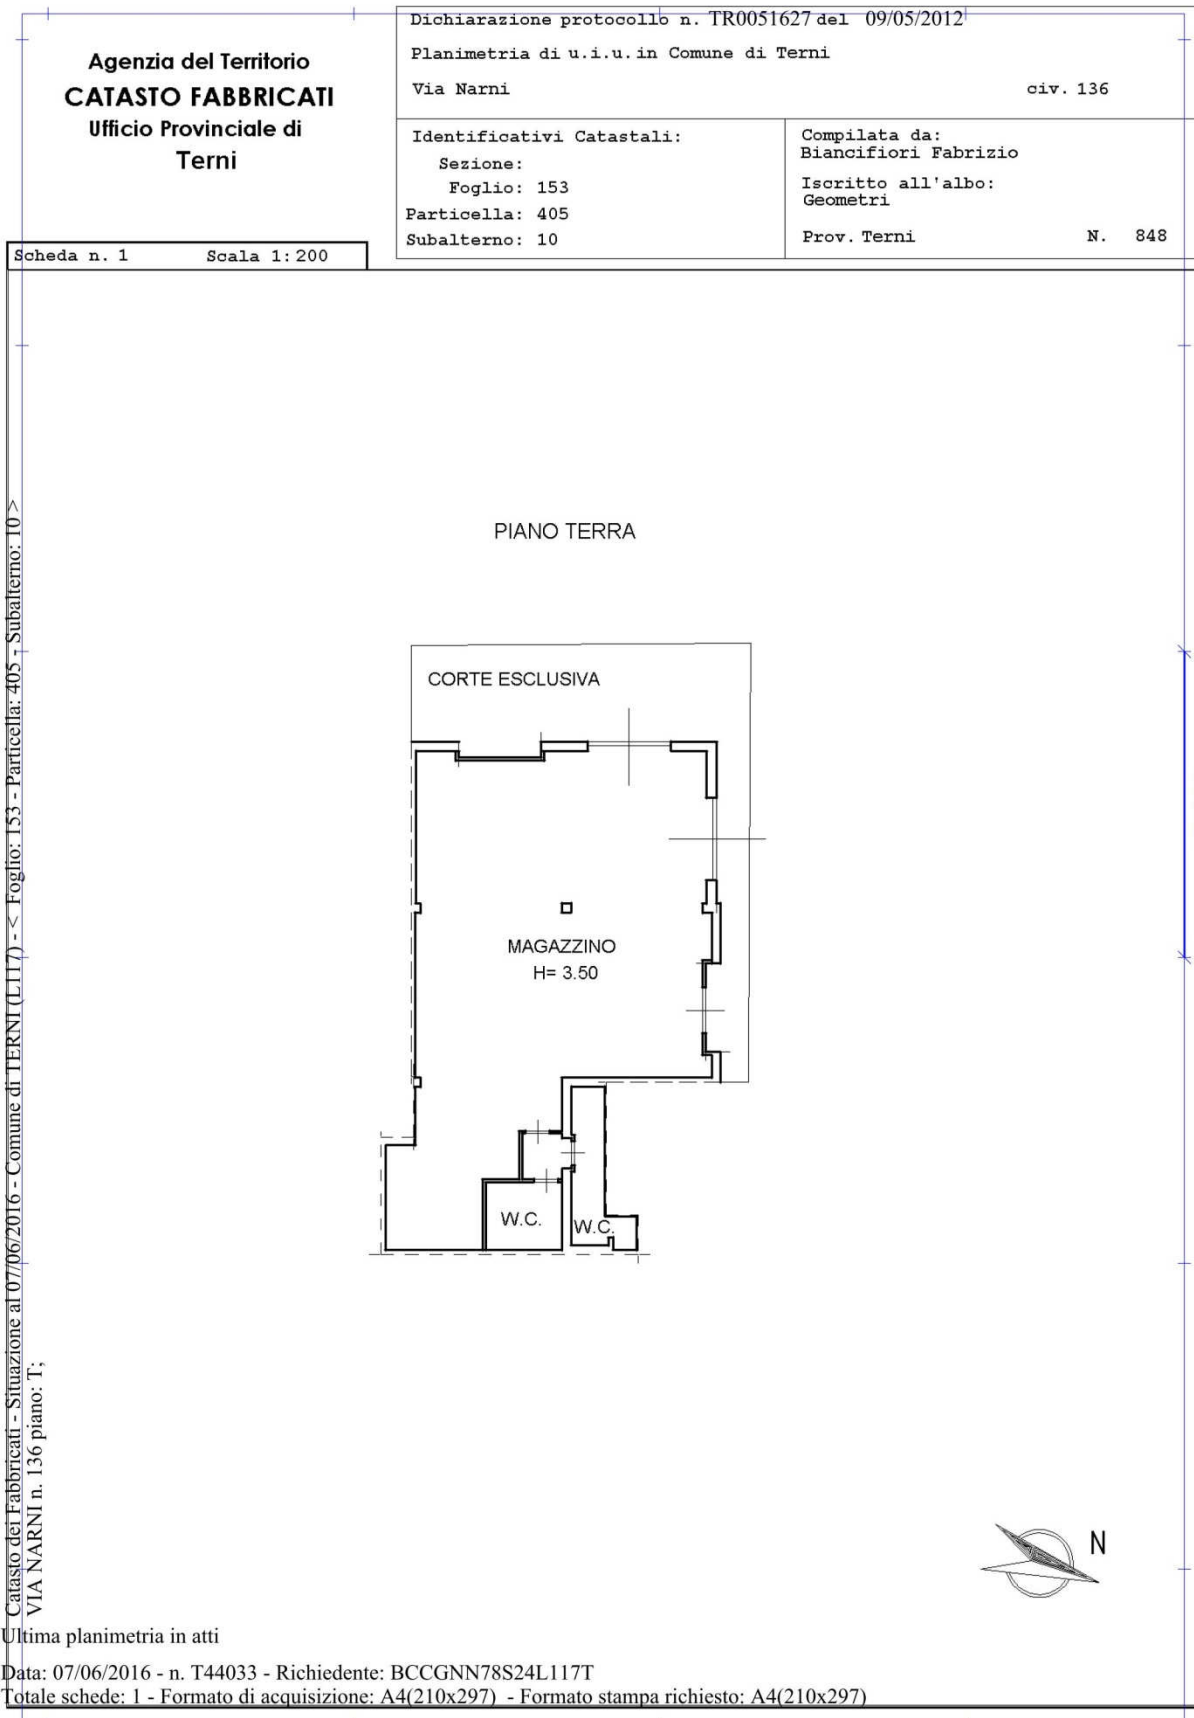 Agenzia del Territorio
CATASTO FABBRICATI
Ufficio Provinciale di
Terni
Dichiarazione protocollo n. TR0051627 del 09/05/2012
Planimetria di u.i.u. in Comune di Terni
Via Narni civ. 136
Identificativi Catastali:
Sezione:
Foglio: 153
Particella: 405
Subalterno: 10
Compilata da:
Biancifiori Fabrizio
Iscritto all'albo:
Geometri
Prov. Terni N. 848
Scheda n. 1 Scala 1:200
PIANO TERRA
CORTE ESCLUSIVA
MAGAZZINO
H= 3.50
W.C.
W.C.
N
Catasto dei Fabbricati - Situazione al 07/06/2016 - Comune di TERNI (L117) - < Foglio: 153 - Particella: 405 - Subalterno: 10 >
VIA NARNI n. 136 piano: T;
Ultima planimetria in atti
Data: 07/06/2016 - n. T44033 - Richiedente: BCCGNN78S24L117T
Totale schede: 1 - Formato di acquisizione: A4(210x297) - Formato stampa richiesto: A4(210x297)